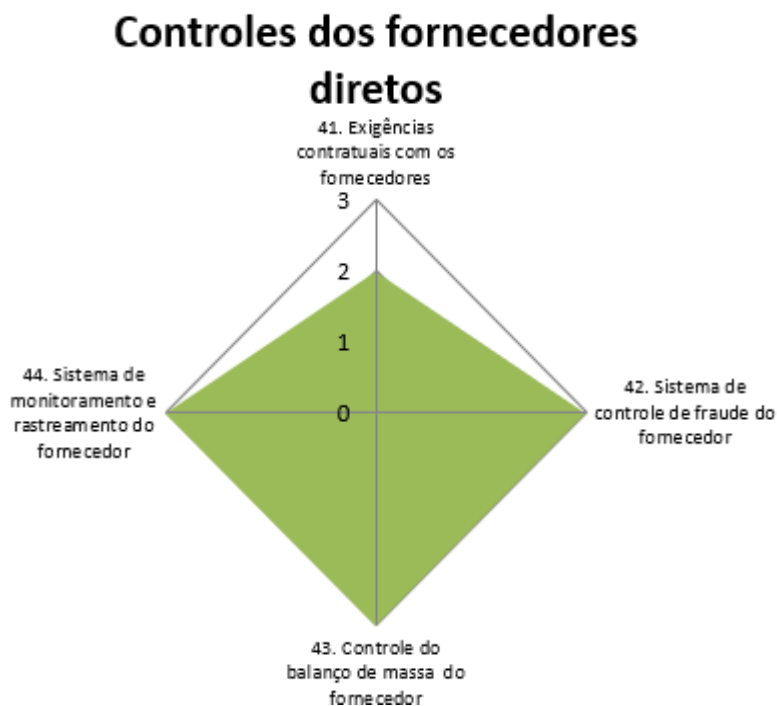 Controles dos fornecedores
diretos
41. Exigências
contratuais com os
fornecedores
3
2
1
0
44. Sistema de
monitoramento e
rastreamento do
fornecedor
42. Sistema de
controle de fraude do
fornecedor
43. Controle do
balanço de massa do
fornecedor